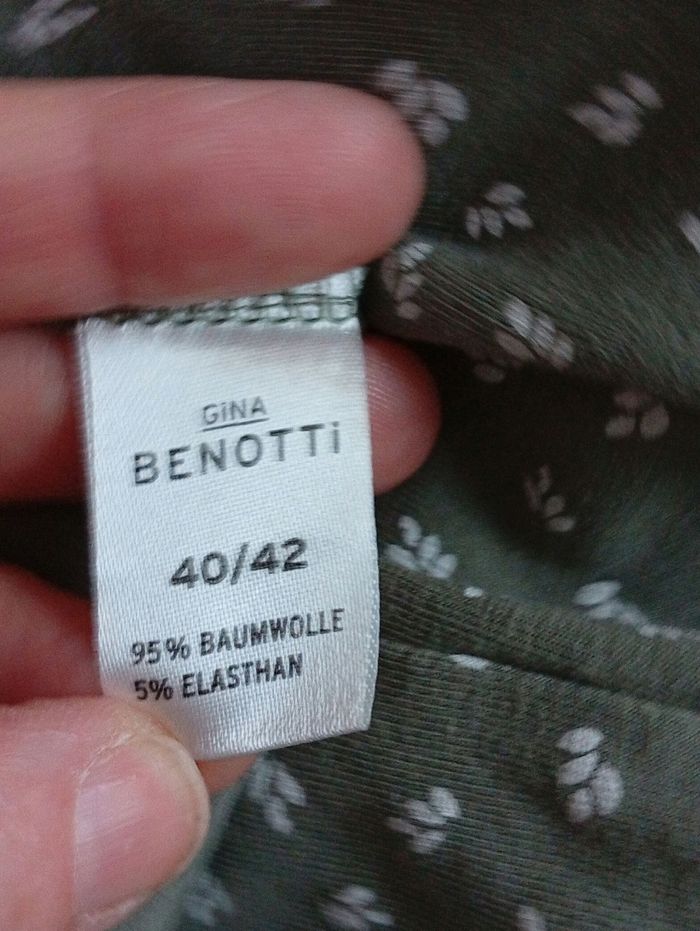 GiNA
BENOTTi
40/42
95% BAUMWOLLE
5% ELASTHAN